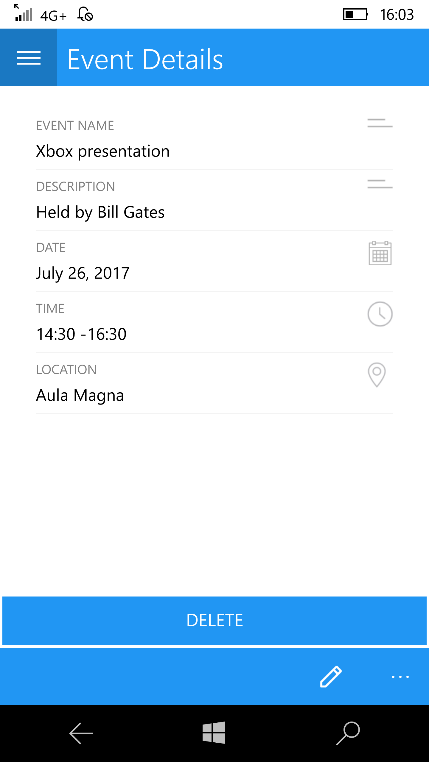 4G+ 16:03
Event Details
EVENT NAME
Xbox presentation
DESCRIPTION
Held by Bill Gates
DATE
July 26, 2017
TIME
14:30 -16:30
LOCATION
Aula Magna
DELETE